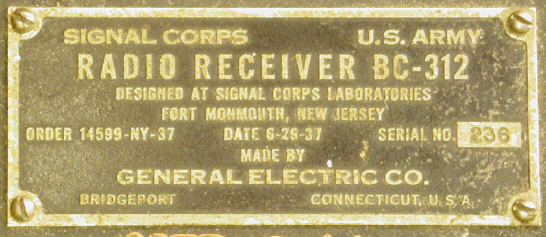 SIGNAL CORPS U.S. ARMY
RADIO RECEIVER BC-312
DESIGNED AT SIGNAL CORPS LABORATORIES
FORT MONMOUTH, NEW JERSEY
ORDER 14599-NY-37 DATE 6-29-37 SERIAL NO. 236
MADE BY
GENERAL ELECTRIC CO.
BRIDGEPORT CONNECTICUT, U.S.A.